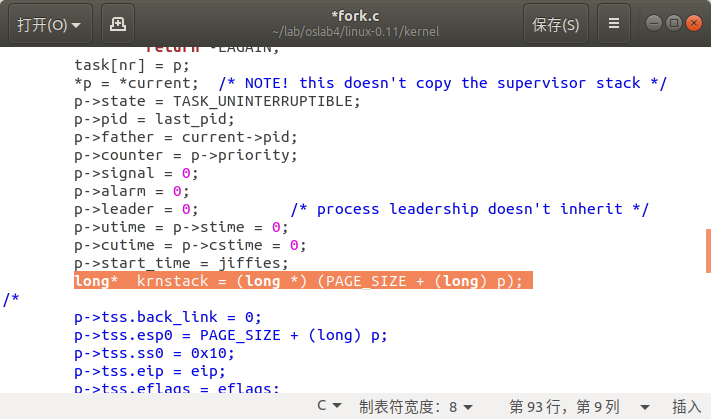 打开(O)
*fork.c
~/lab/oslab4/linux-0.11/kernel
保存(S)
return -EAGAIN;
task[nr] = p;
*p = *current;  /* NOTE! this doesn't copy the supervisor stack */
p->state = TASK_UNINTERRUPTIBLE;
p->pid = last_pid;
p->father = current->pid;
p->counter = p->priority;
p->signal = 0;
p->alarm = 0;
p->leader = 0;          /* process leadership doesn't inherit */
p->utime = p->stime = 0;
p->cutime = p->cstime = 0;
p->start_time = jiffies;
long*  krnstack = (long *) (PAGE_SIZE + (long) p);
/*
p->tss.back_link = 0;
p->tss.esp0 = PAGE_SIZE + (long) p;
p->tss.ss0 = 0x10;
p->tss.eip = eip;
p->tss.eflags = eflags;
C 制表符宽度：8 第 93 行，第 9 列 插入